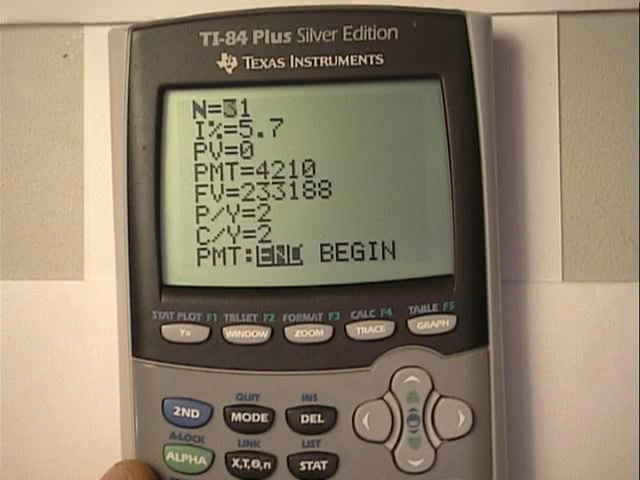 TI-84 Plus Silver Edition
TEXAS INSTRUMENTS
N=31
I%=5.7
PV=0
PMT=4210
FV=233188
P/Y=2
C/Y=2
PMT:END BEGIN
STAT PLOT F1 TBLSET F2 FORMAT F3 CALC F4 TABLE F5
Y= WINDOW ZOOM TRACE GRAPH
QUIT INS
2ND MODE DEL
A-LOCK LINK LIST
ALPHA X,T,Θ,n STAT